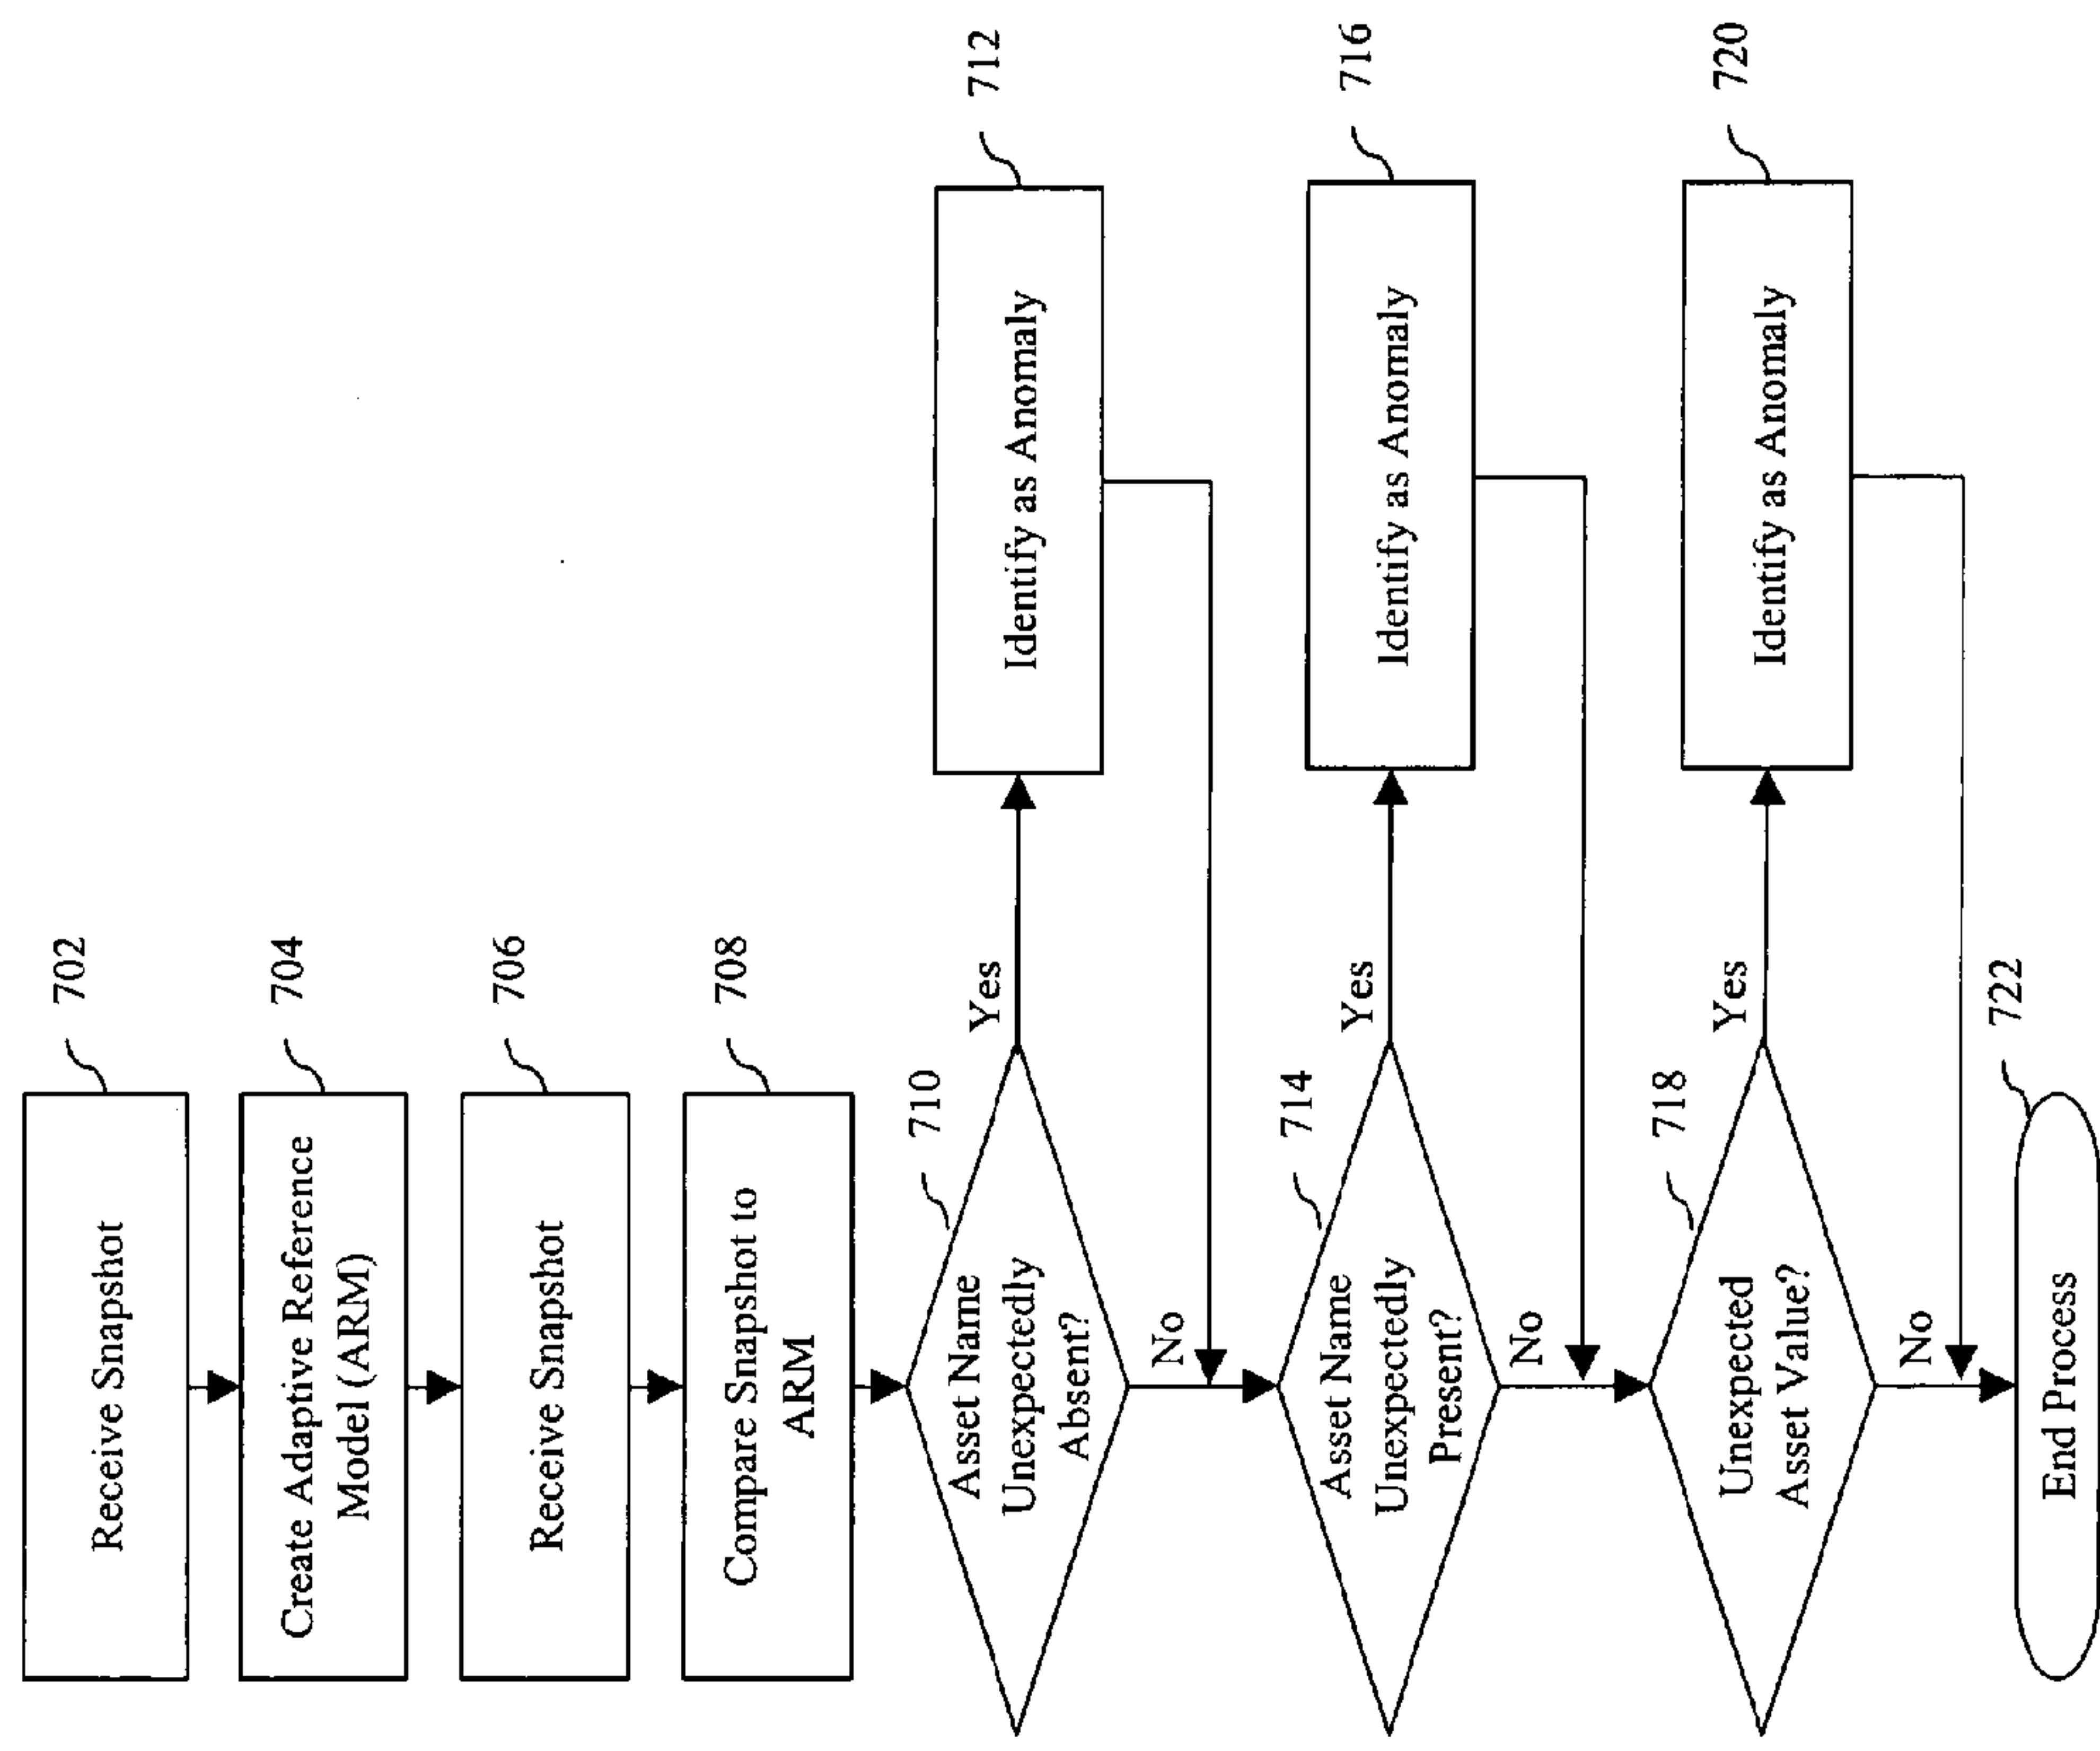 Receive Snapshot
702
Create Adaptive Reference
Model (ARM)
704
Receive Snapshot
706
Compare Snapshot to
ARM
708
Asset Name
Unexpectedly
Absent?
710
Yes
No
Identify as Anomaly
712
Asset Name
Unexpectedly
Present?
714
Yes
No
Identify as Anomaly
716
Unexpected
Asset Value?
718
Yes
No
Identify as Anomaly
720
End Process
722